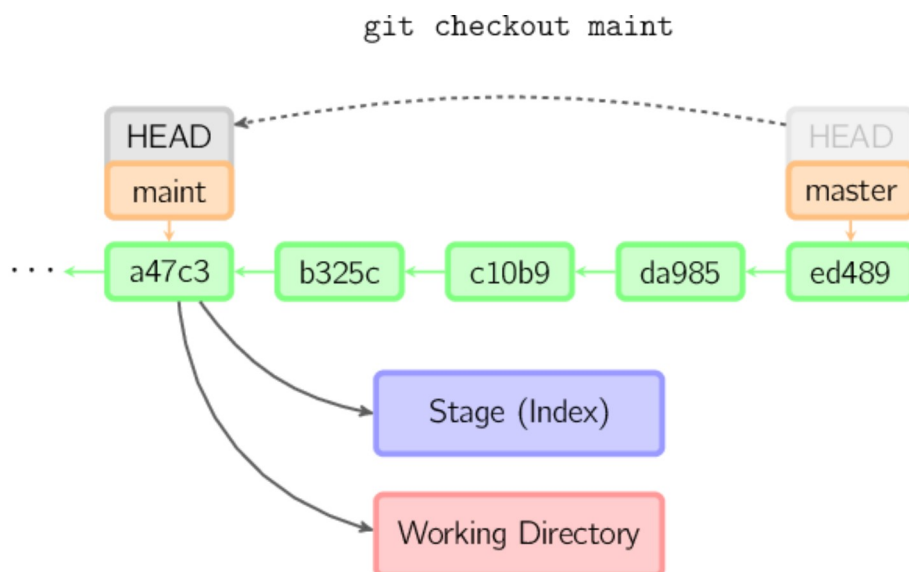 git checkout maint
HEAD
HEAD
maint
master
... a47c3 b325c c10b9 da985 ed489
Stage (Index)
Working Directory